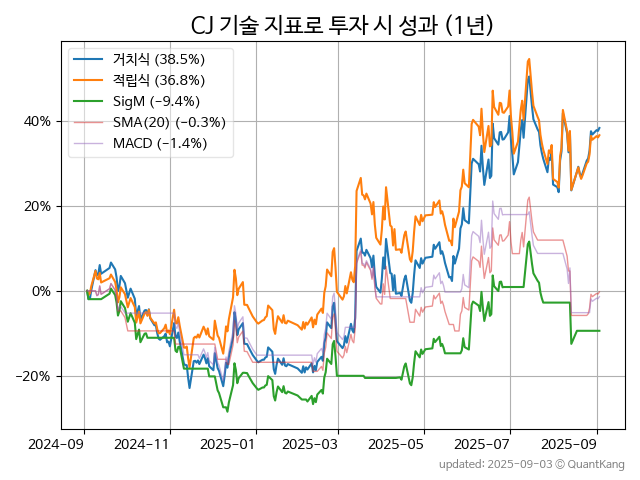 CJ 기술 지표로 투자 시 성과 (1년)
거치식 (38.5%)
적립식 (36.8%)
SigM (−9.4%)
SMA(20) (−0.3%)
MACD (−1.4%)
40%
20%
0%
−20%
2024-09 2024-11 2025-01 2025-03 2025-05 2025-07 2025-09
updated: 2025-09-03 © QuantKang